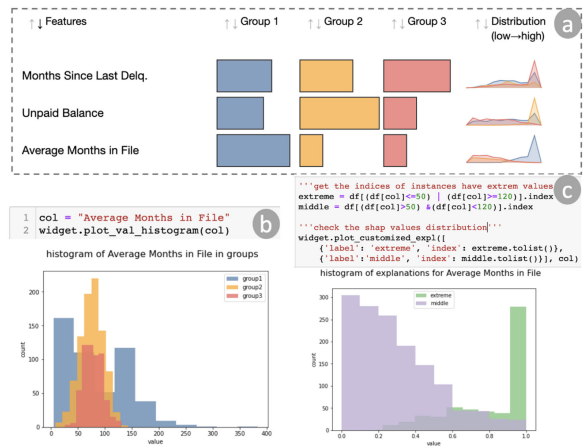 ↑↓ Features ↑↓ Group 1 ↑↓ Group 2 ↑↓ Group 3 ↑↓ Distribution
(low→high)
a
Months Since Last Delq.
Unpaid Balance
Average Months in File
c
'''get the indices of instances have extrem values
extreme = df[(df[col]<=50) | (df[col]>=120)].index
middle = df[(df[col]>50) &(df[col]<120)].index
'''check the shap values distribution'''
widget.plot_customized_expl([
{'label': 'extreme', 'index': extreme.tolist()},
{'label':'middle', 'index': middle.tolist()}], col)
b
1 col = "Average Months in File"
2 widget.plot_val_histogram(col)
histogram of Average Months in File in groups
group1
group2
group3
count
200
150
100
50
0
0 50 100 150 200 250 300 350 400
value
histogram of explanations for Average Months in File
extreme
middle
count
300
250
200
150
100
50
0
0.0 0.2 0.4 0.6 0.8 1.0
value